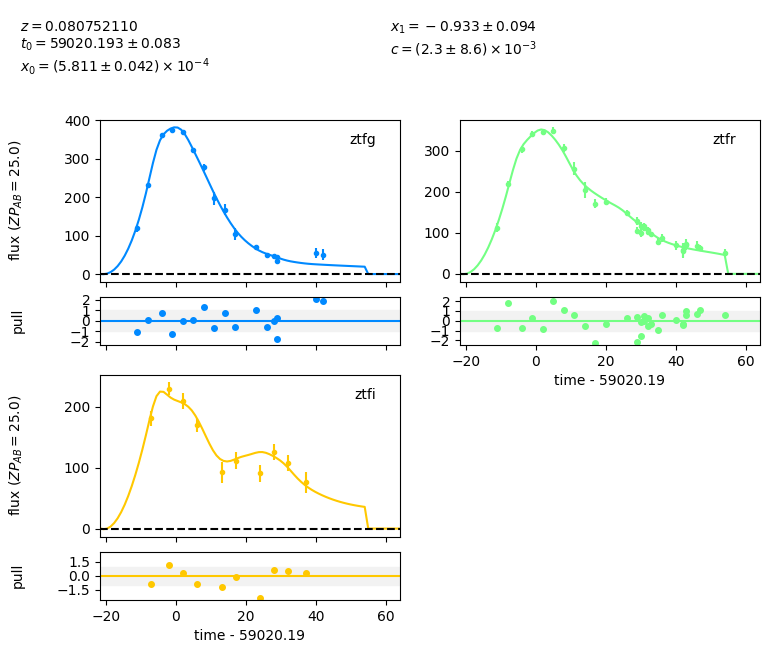 z = 0.080752110
t₀ = 59020.193 ± 0.083
x₀ = (5.811 ± 0.042) × 10⁻⁴
x₁ = −0.933 ± 0.094
c = (2.3 ± 8.6) × 10⁻³
flux (ZP_AB = 25.0)
400
300
200
100
0
ztfg
300
200
100
0
ztfr
pull
2
1
0
−1
−2
2
1
0
−1
−2
−20
0
20
40
60
time - 59020.19
flux (ZP_AB = 25.0)
200
100
0
ztfi
pull
1.5
0.0
−1.5
−20
0
20
40
60
time - 59020.19